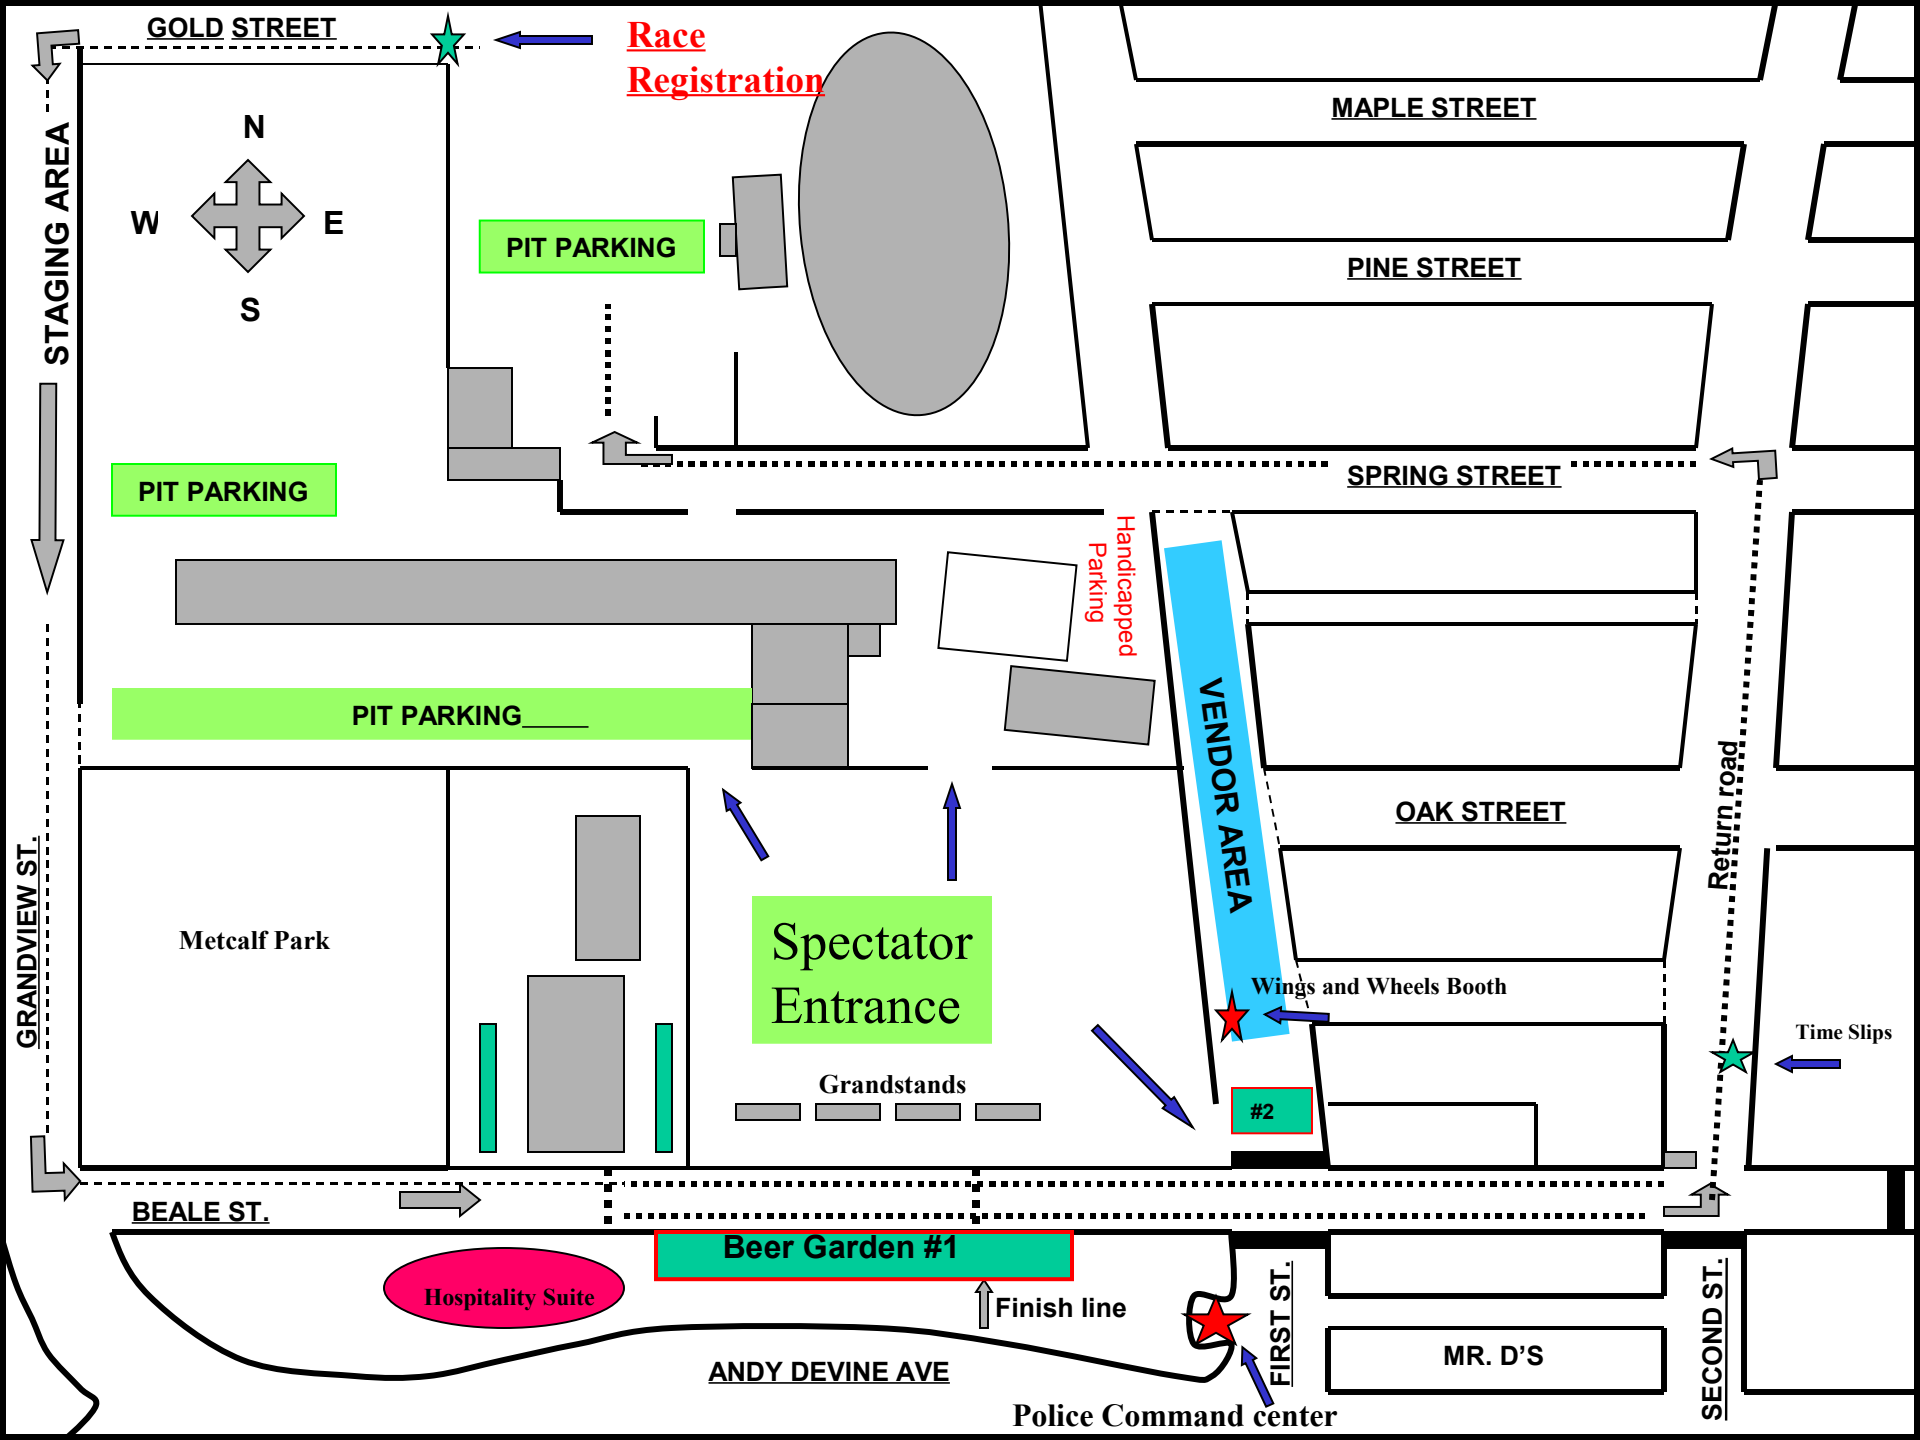 GOLD STREET
Race
Registration
MAPLE STREET
N
W
E
S
STAGING AREA
PIT PARKING
PINE STREET
PIT PARKING
SPRING STREET
Handicapped
Parking
PIT PARKING_____
VENDOR AREA
Return road
OAK STREET
GRANDVIEW ST.
Metcalf Park
Spectator
Entrance
Wings and Wheels Booth
Time Slips
Grandstands
#2
BEALE ST.
Beer Garden #1
Hospitality Suite
Finish line
FIRST ST.
SECOND ST.
MR. D'S
ANDY DEVINE AVE
Police Command center